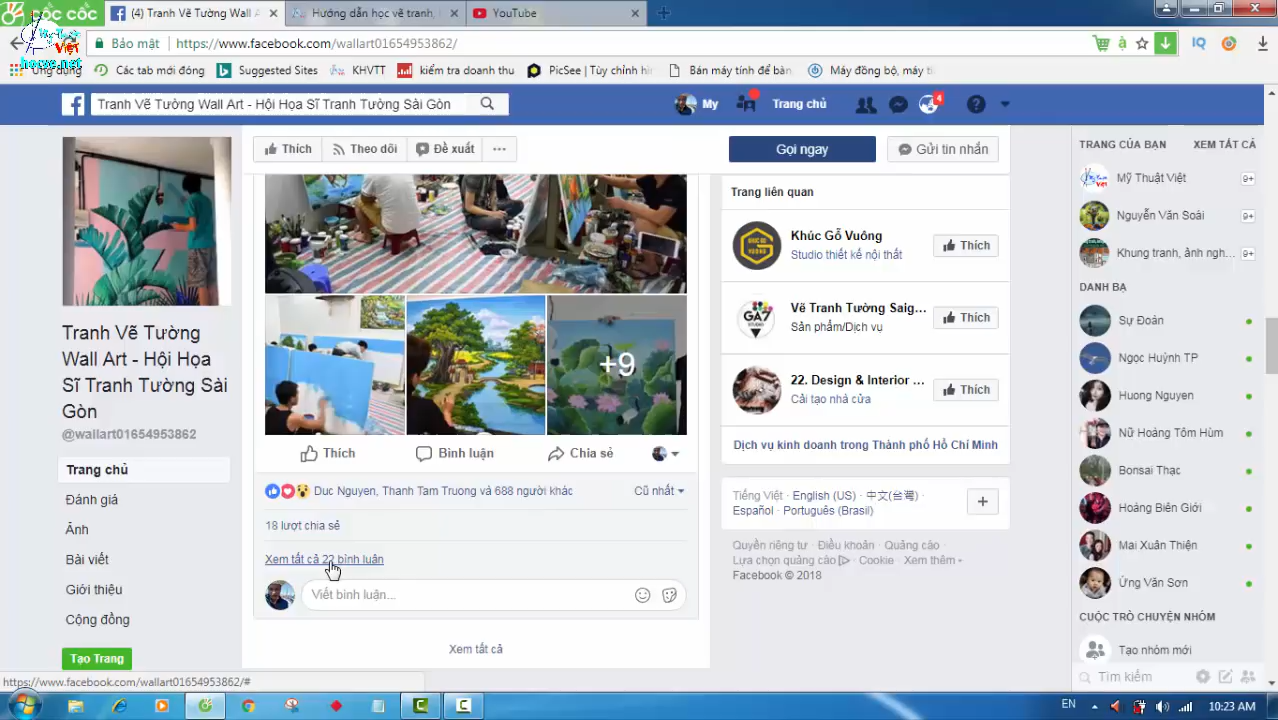 cốc cốc
(4) Tranh Vẽ Tường Wall A
Hướng dẫn học vẽ tranh,
YouTube
Bảo mật
https://www.facebook.com/wallart01654953862/
Việt
hoave.net
Ứng dụng
Các tab mới đóng
Suggested Sites
KHVTT
kiểm tra doanh thu
PicSee | Tùy chỉnh hì
Bán máy tính để bàn,
Máy đồng bộ, máy tí
Tranh Vẽ Tường Wall Art - Hội Họa Sĩ Tranh Tường Sài Gòn
My
Trang chủ
4
Thích
Theo dõi
Đề xuất
Gọi ngay
Gửi tin nhắn
Tranh Vẽ Tường
Wall Art - Hội Họa
Sĩ Tranh Tường Sài
Gòn
@wallart01654953862
Trang chủ
Đánh giá
Ảnh
Bài viết
Giới thiệu
Cộng đồng
Tạo Trang
+9
Thích
Bình luận
Chia sẻ
Duc Nguyen, Thanh Tam Truong và 688 người khác
Cũ nhất
18 lượt chia sẻ
Xem tất cả 22 bình luận
Viết bình luận...
Xem tất cả
Trang liên quan
Khúc Gỗ Vuông
Studio thiết kế nội thất
Thích
GA7
STUDIO
Vẽ Tranh Tường Saig...
Sản phẩm/Dịch vụ
Thích
22. Design & Interior ...
Cải tạo nhà cửa
Thích
Dịch vụ kinh doanh trong Thành phố Hồ Chí Minh
Tiếng Việt · English (US) · 中文(台灣) ·
Español · Português (Brasil)
Quyền riêng tư · Điều khoản · Quảng cáo ·
Lựa chọn quảng cáo · Cookie · Xem thêm
Facebook © 2018
TRANG CỦA BẠN
XEM TẤT CẢ
Mỹ Thuật Việt
9+
Nguyễn Văn Soái
9+
Khung tranh, ảnh ngh...
9+
DANH BẠ
Sự Đoán
Ngọc Huỳnh TP
Huong Nguyen
Nữ Hoàng Tôm Hùm
Bonsai Thạc
Hoàng Biên Giới
Mai Xuân Thiện
Ứng Văn Sơn
CUỘC TRÒ CHUYỆN NHÓM
Tạo nhóm mới
Tìm kiếm
https://www.facebook.com/wallart01654953862/#
EN
10:23 AM